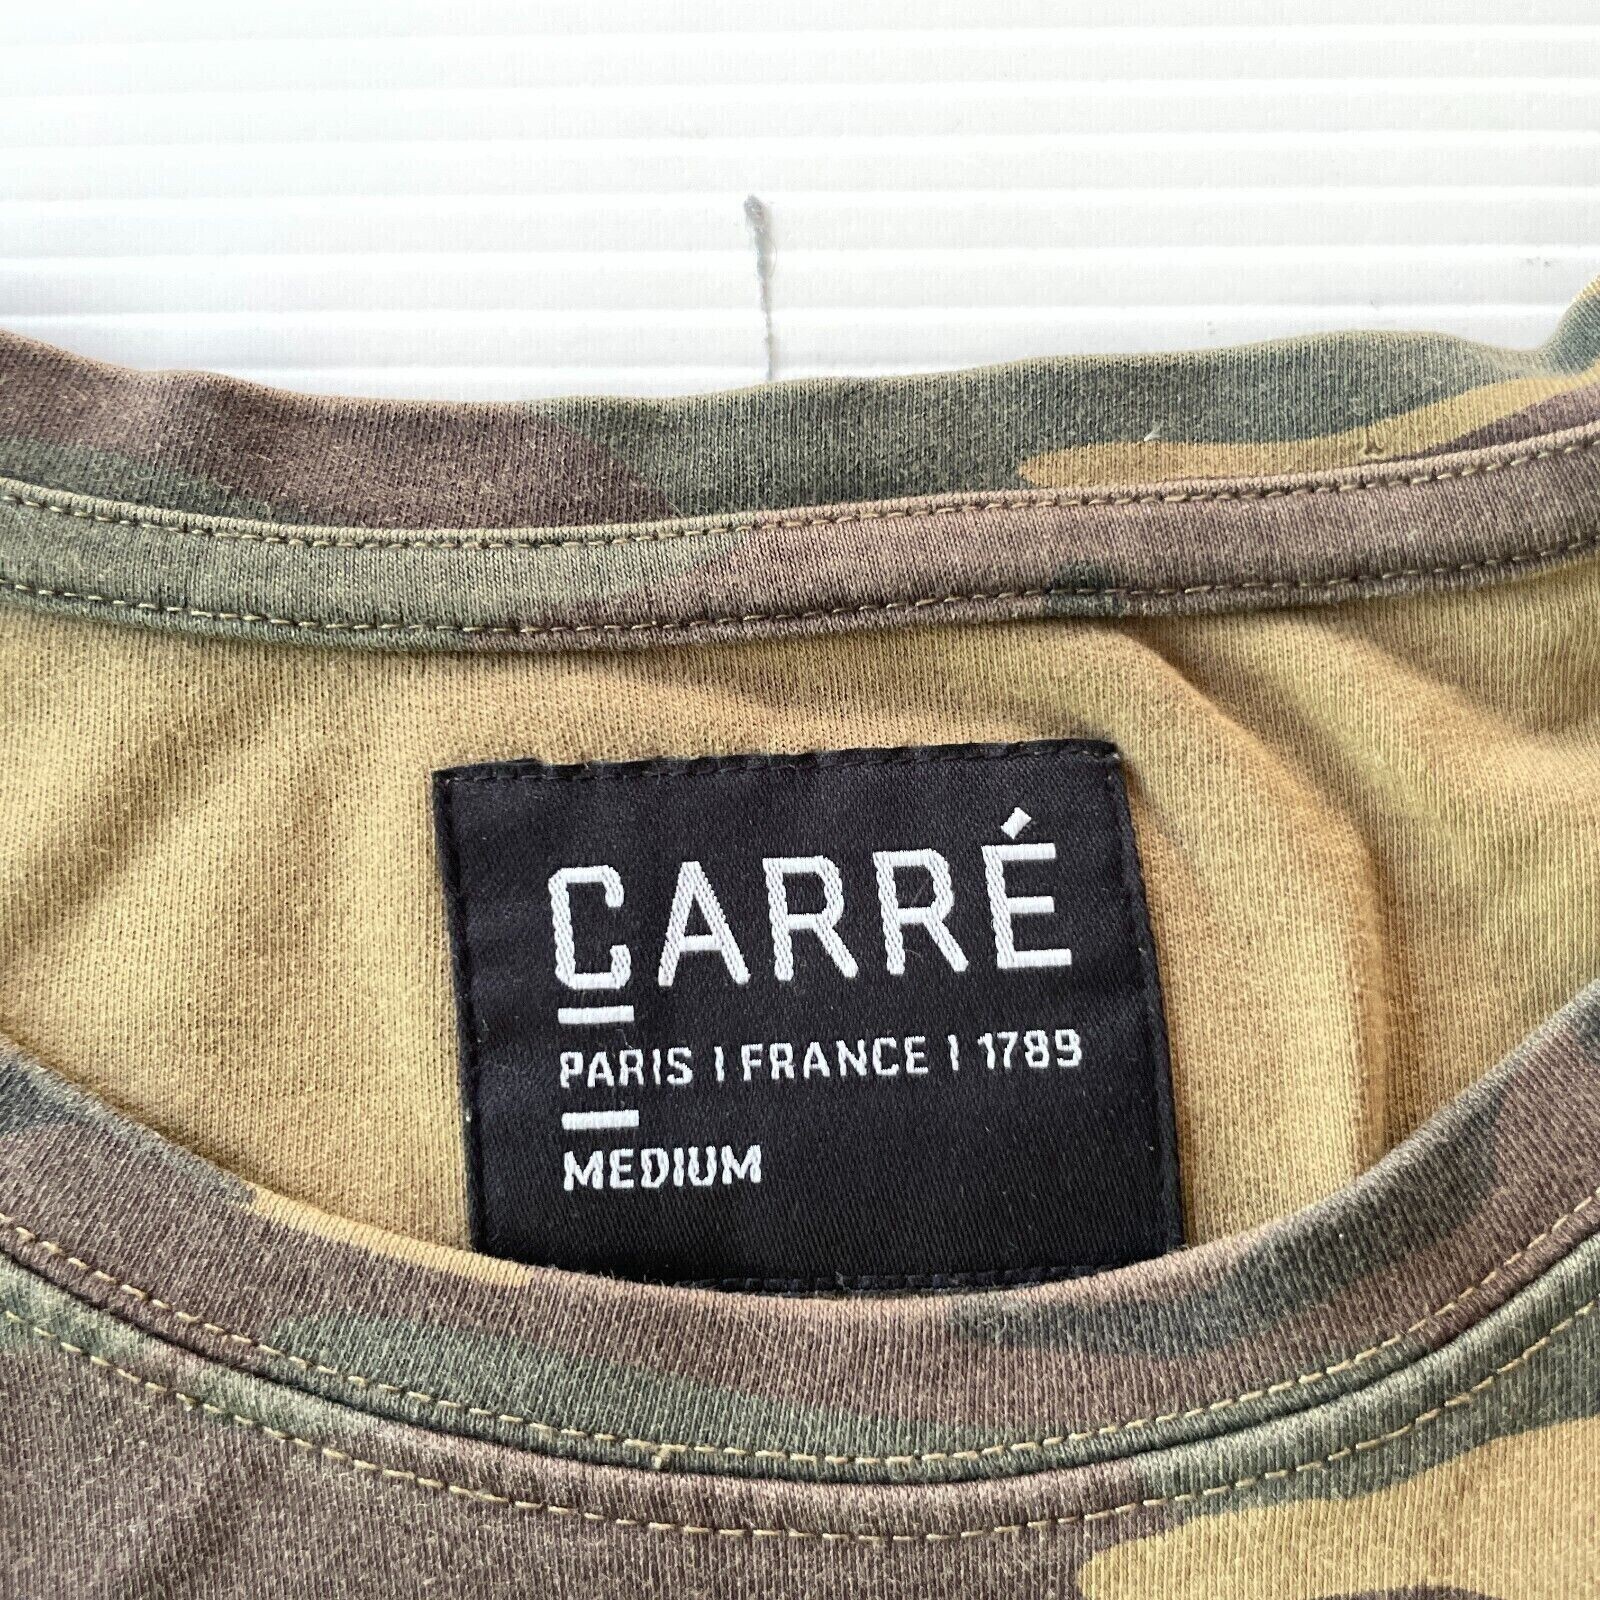 CARRÉ
PARIS | FRANCE | 1789
MEDIUM